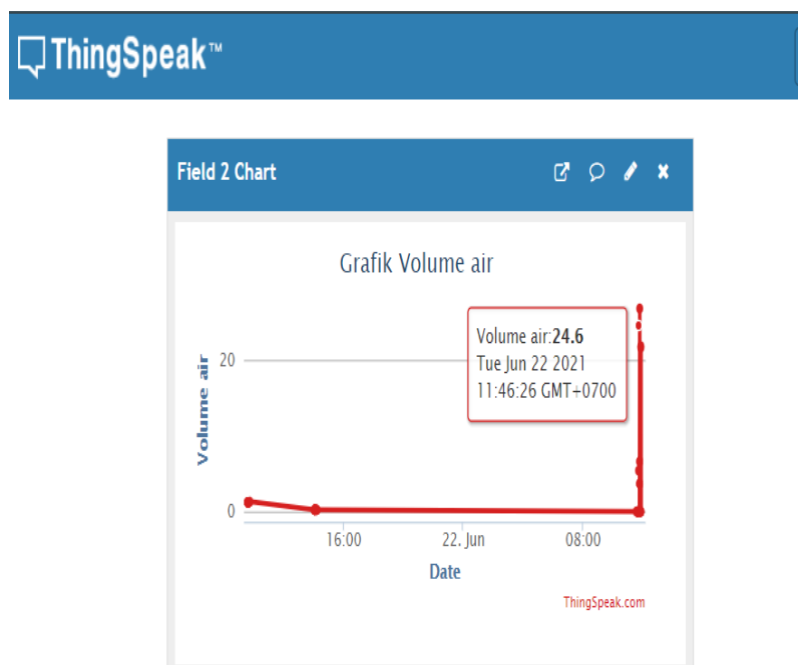 ThingSpeak™
Field 2 Chart
Grafik Volume air
Volume air:24.6
Tue Jun 22 2021
11:46:26 GMT+0700
Volume air
20
0
16:00
22. Jun
08:00
Date
ThingSpeak.com